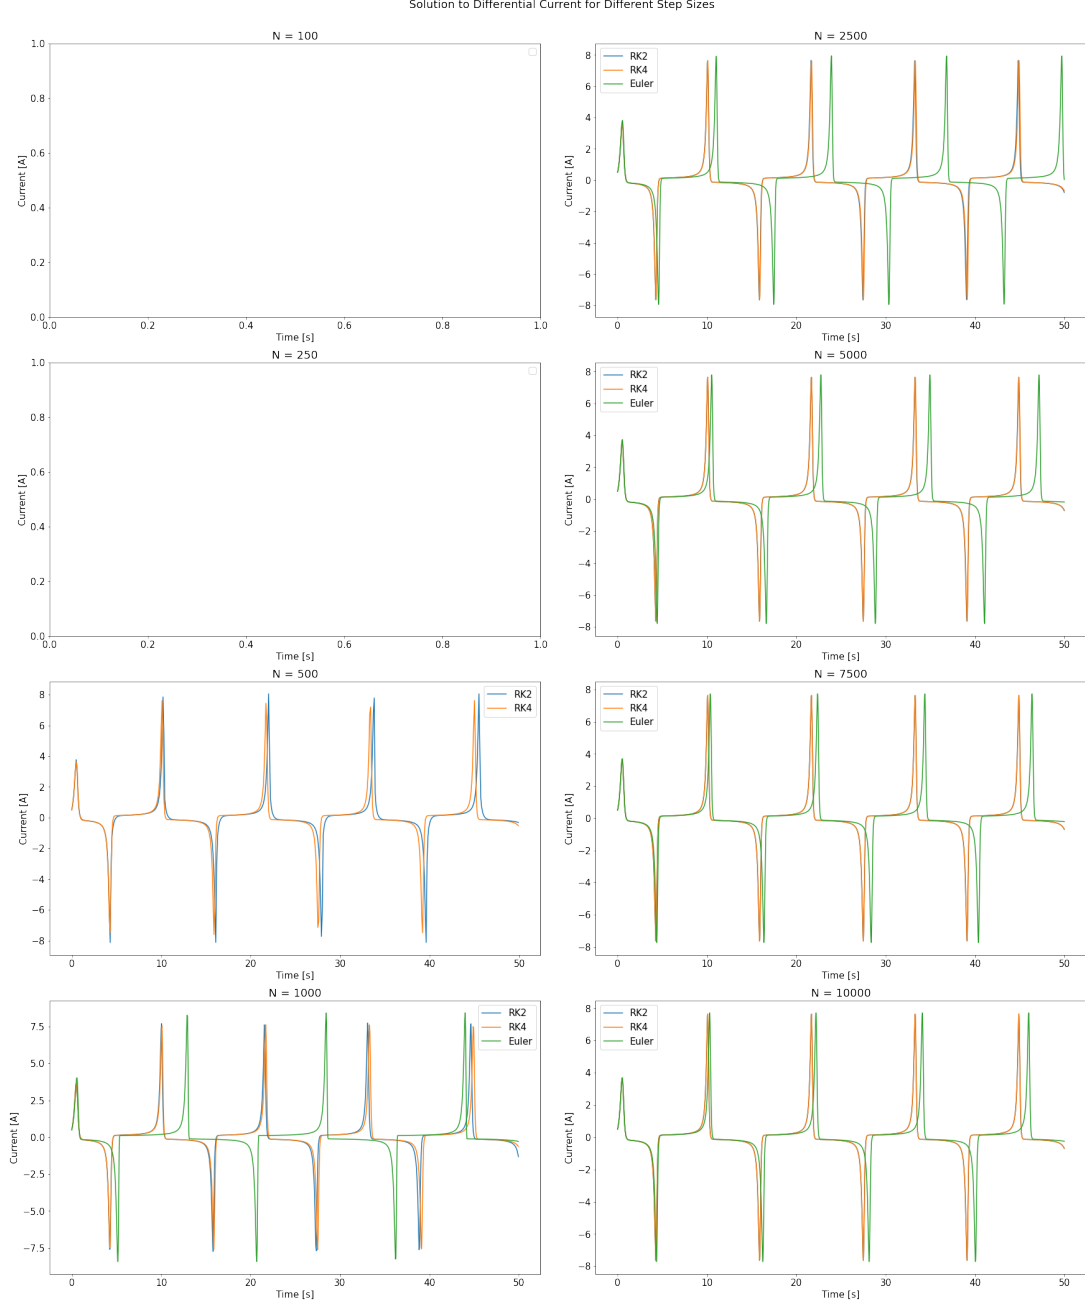 Solution to Differential Current for Different Step Sizes
N = 100
1.0
0.8
0.6
0.4
0.2
0.0
Current [A]
0.0 0.2 0.4 0.6 0.8 1.0
Time [s]
N = 2500
RK2
RK4
Euler
8
6
4
2
0
−2
−4
−6
−8
Current [A]
0 10 20 30 40 50
Time [s]
N = 250
1.0
0.8
0.6
0.4
0.2
0.0
Current [A]
0.0 0.2 0.4 0.6 0.8 1.0
Time [s]
N = 5000
RK2
RK4
Euler
8
6
4
2
0
−2
−4
−6
−8
Current [A]
0 10 20 30 40 50
Time [s]
N = 500
RK2
RK4
8
6
4
2
0
−2
−4
−6
−8
Current [A]
0 10 20 30 40 50
Time [s]
N = 7500
RK2
RK4
Euler
8
6
4
2
0
−2
−4
−6
−8
Current [A]
0 10 20 30 40 50
Time [s]
N = 1000
RK2
RK4
Euler
7.5
5.0
2.5
0.0
−2.5
−5.0
−7.5
Current [A]
0 10 20 30 40 50
Time [s]
N = 10000
RK2
RK4
Euler
8
6
4
2
0
−2
−4
−6
−8
Current [A]
0 10 20 30 40 50
Time [s]